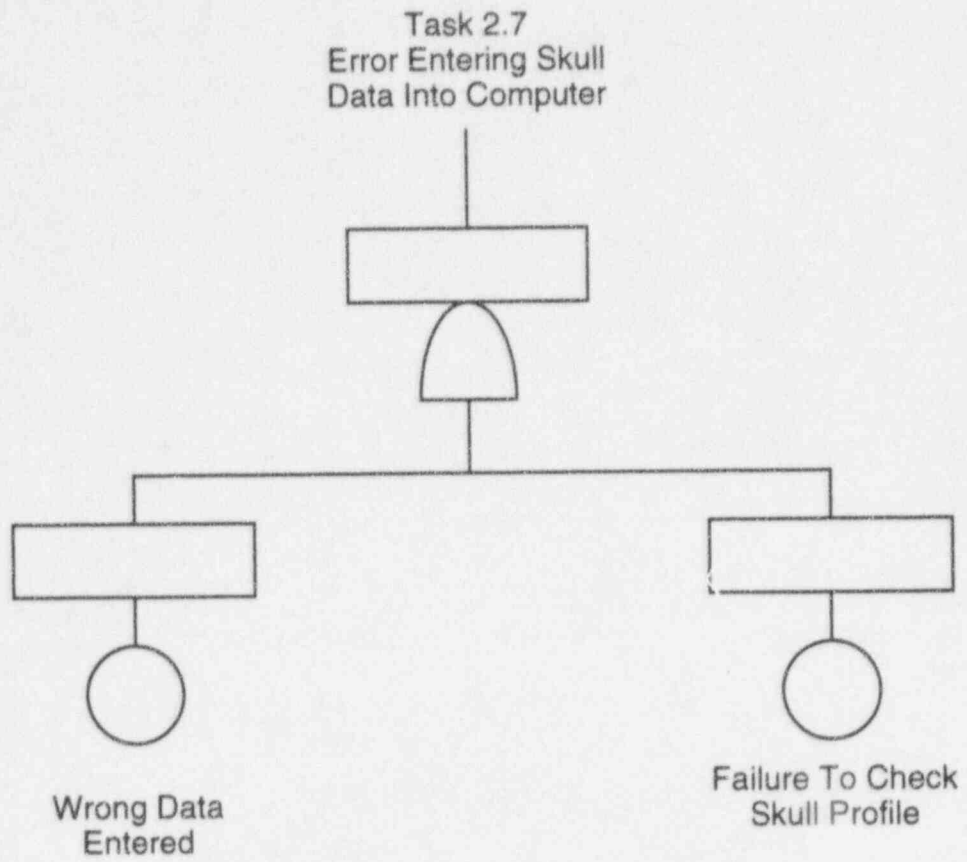 Task 2.7
Error Entering Skull
Data Into Computer
Wrong Data
Entered
Failure To Check
Skull Profile